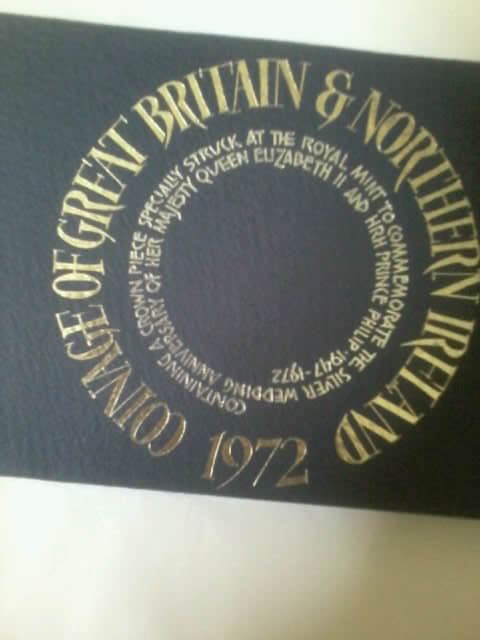 COINAGE OF GREAT BRITAIN & NORTHERN IRELAND
1972
CONTAINING A CROWN PIECE SPECIALLY STRUCK AT THE ROYAL MINT TO COMMEMORATE THE SILVER WEDDING ANNIVERSARY OF HER MAJESTY QUEEN ELIZABETH II AND HRH PRINCE PHILIP · 1947-1972